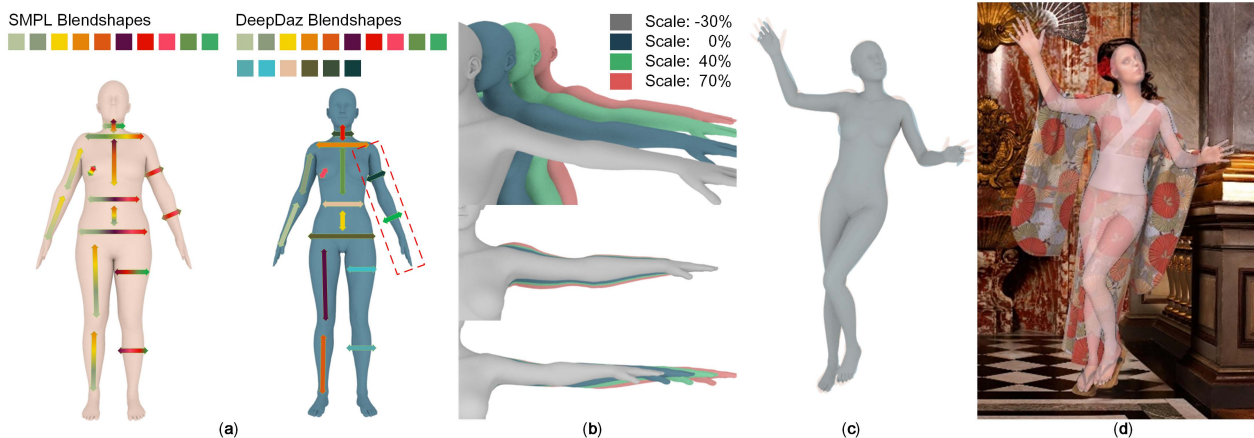 SMPL Blendshapes
DeepDaz Blendshapes
Scale: -30%
Scale: 0%
Scale: 40%
Scale: 70%
(a)
(b)
(c)
(d)